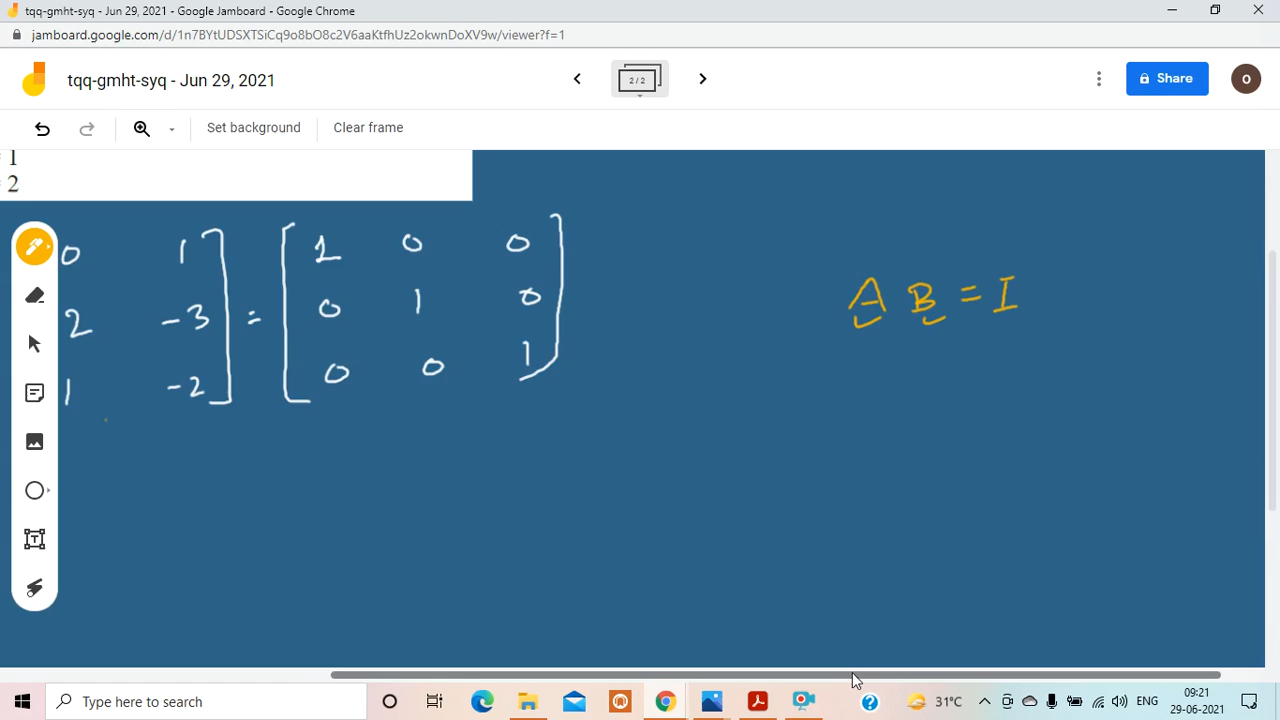 tqq-gmht-syq - Jun 29, 2021 - Google Jamboard - Google Chrome
jamboard.google.com/d/1n7BYtUDSXTSiCq9o8bO8c2V6aaKtfhUz2okwnDoXV9w/viewer?f=1
tqq-gmht-syq - Jun 29, 2021
2 / 2
Share
O
Set background
Clear frame
= 1
= 2
0 1 1 0 0
2 -3 = 0 1 0
1 -2 0 0 1
A B = I
Type here to search
31°C
ENG
09:21
29-06-2021